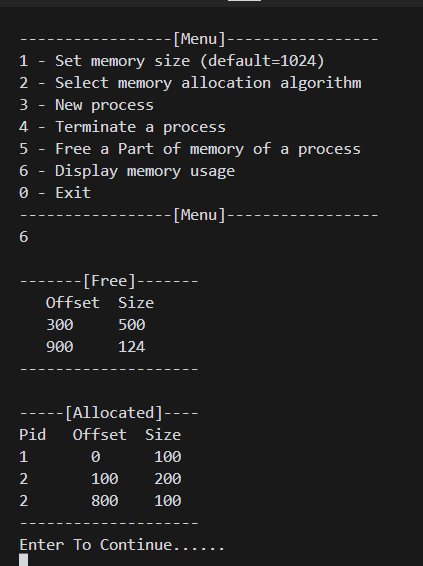 -----------------[Menu]-----------------
1 - Set memory size (default=1024)
2 - Select memory allocation algorithm
3 - New process
4 - Terminate a process
5 - Free a Part of memory of a process
6 - Display memory usage
0 - Exit
-----------------[Menu]-----------------
6
-------[Free]-------
Offset Size
300 500
900 124
--------------------
-----[Allocated]----
Pid Offset Size
1 0 100
2 100 200
2 800 100
--------------------
Enter To Continue......